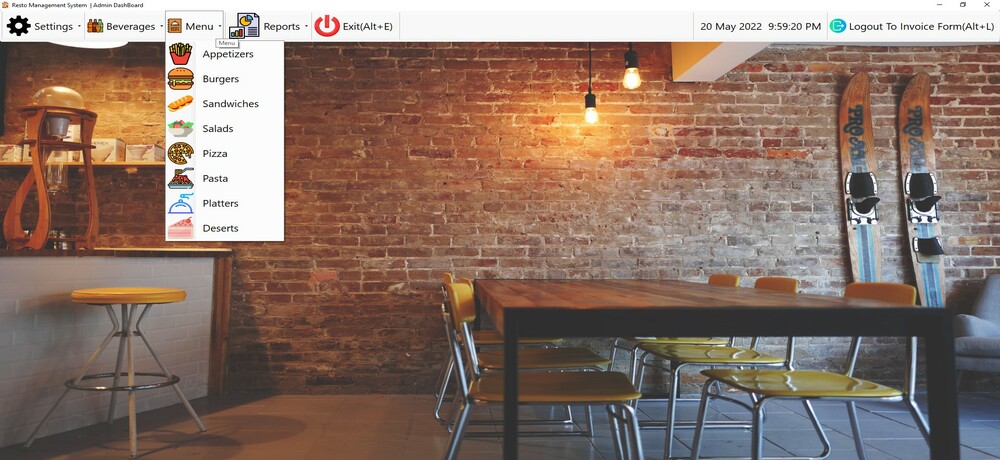 Resto Management System | Admin DashBoard
Settings Beverages Menu Reports Exit(Alt+E) 20 May 2022 9:59:20 PM Logout To Invoice Form(Alt+L)
Menu
Appetizers
Burgers
Sandwiches
Salads
Pizza
Pasta
Platters
Deserts